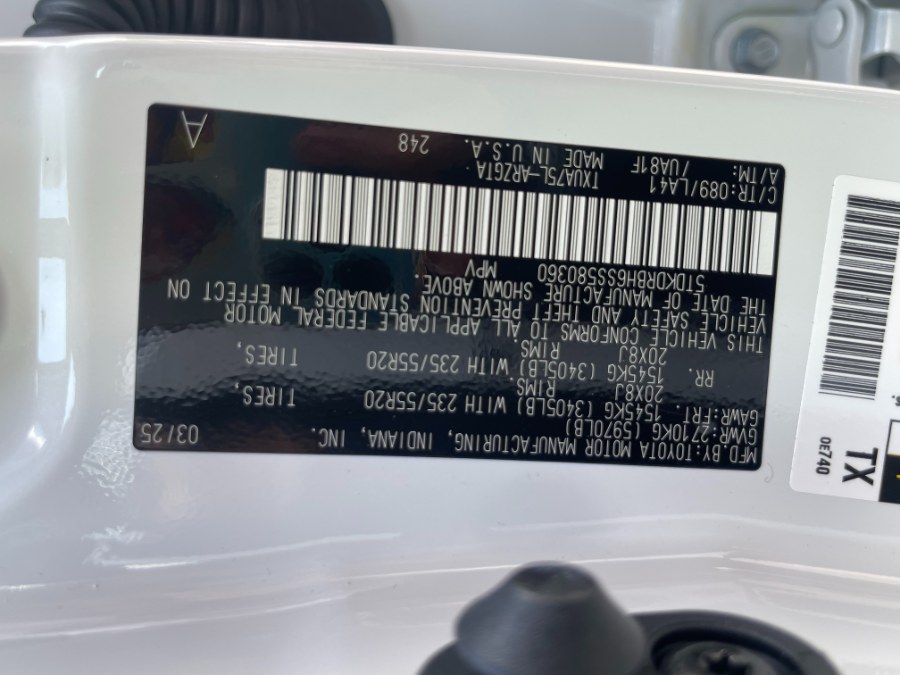 MFD. BY: TOYOTA MOTOR MANUFACTURING, INDIANA, INC. 03/25
GVWR: 2710KG (5970LB)
GAWR: FRT. 1545KG (3405LB) WITH 235/55R20 TIRES,
20X8J RIMS
RR. 1545KG (3405LB) WITH 235/55R20 TIRES,
20X8J RIMS
THIS VEHICLE CONFORMS TO ALL APPLICABLE FEDERAL MOTOR
VEHICLE SAFETY AND THEFT PREVENTION STANDARDS IN EFFECT ON
THE DATE OF MANUFACTURE SHOWN ABOVE.
5TDKDRBH6SS580360 MPV
C/TR: 089/LA41 TXUA75L-ARZGTA
A/TM: /UA81F MADE IN U.S.A. 248
A
TX
0E740